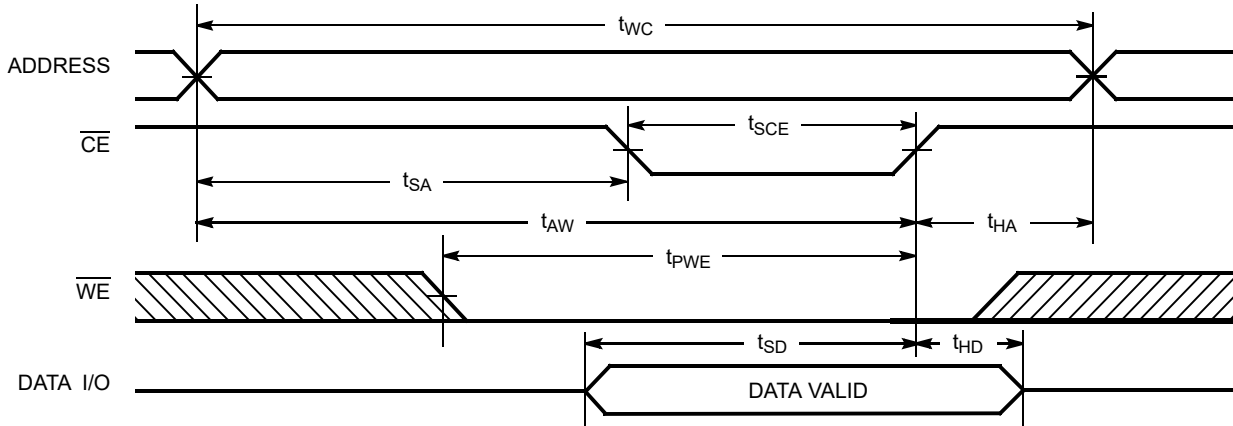 tWC
ADDRESS
CE
tSCE
tSA
tAW
tHA
tPWE
WE
tSD
tHD
DATA I/O
DATA VALID